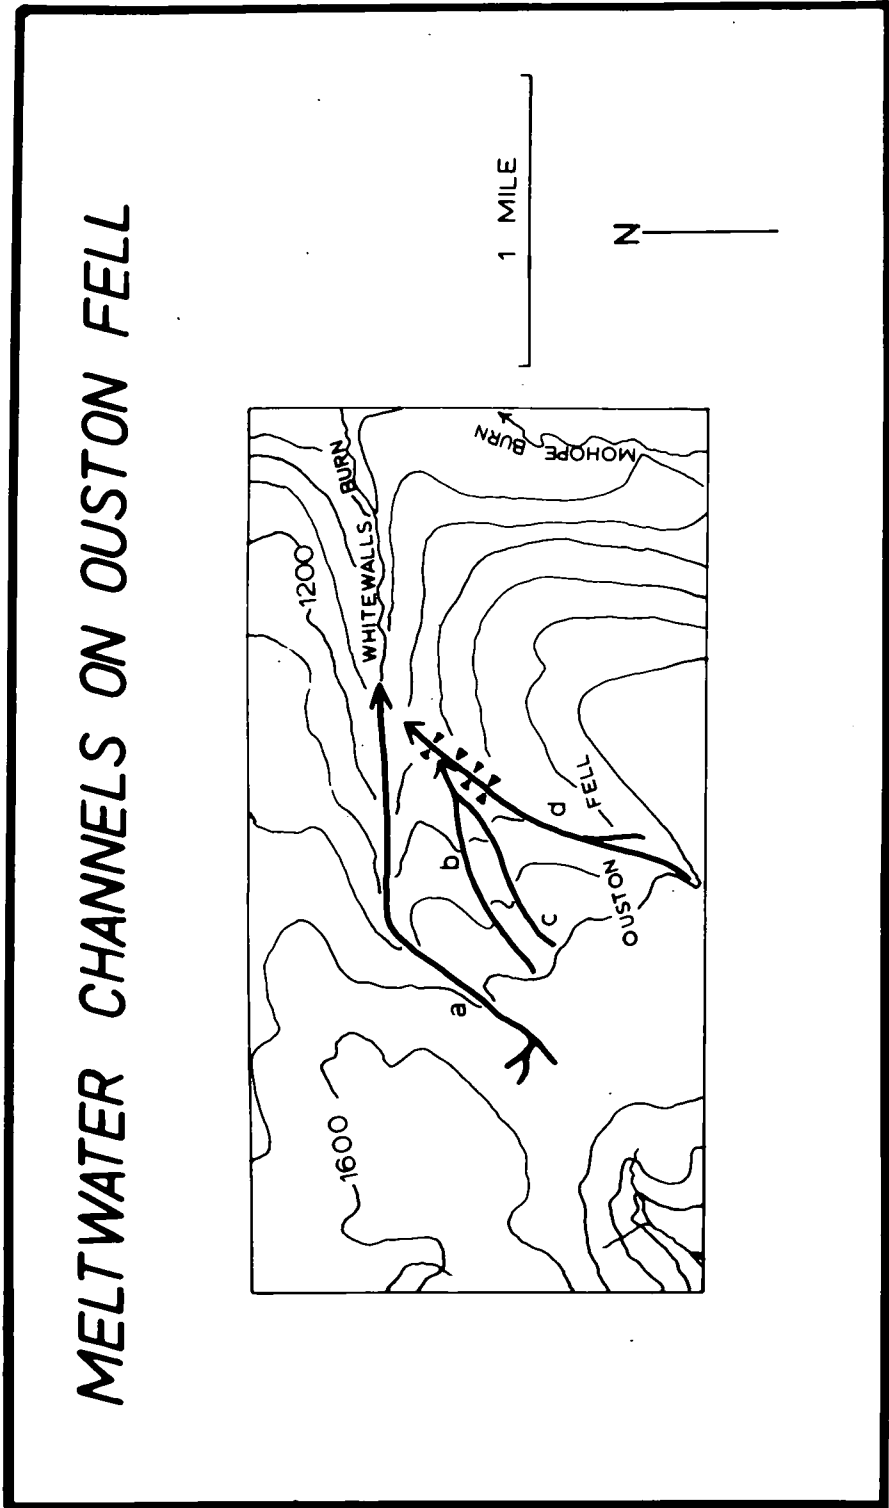 MELTWATER CHANNELS ON OUSTON FELL
1600
1200
WHITEWALLS BURN
a
b
c
d
OUSTON FELL
MOHOPE BURN
1 MILE
N